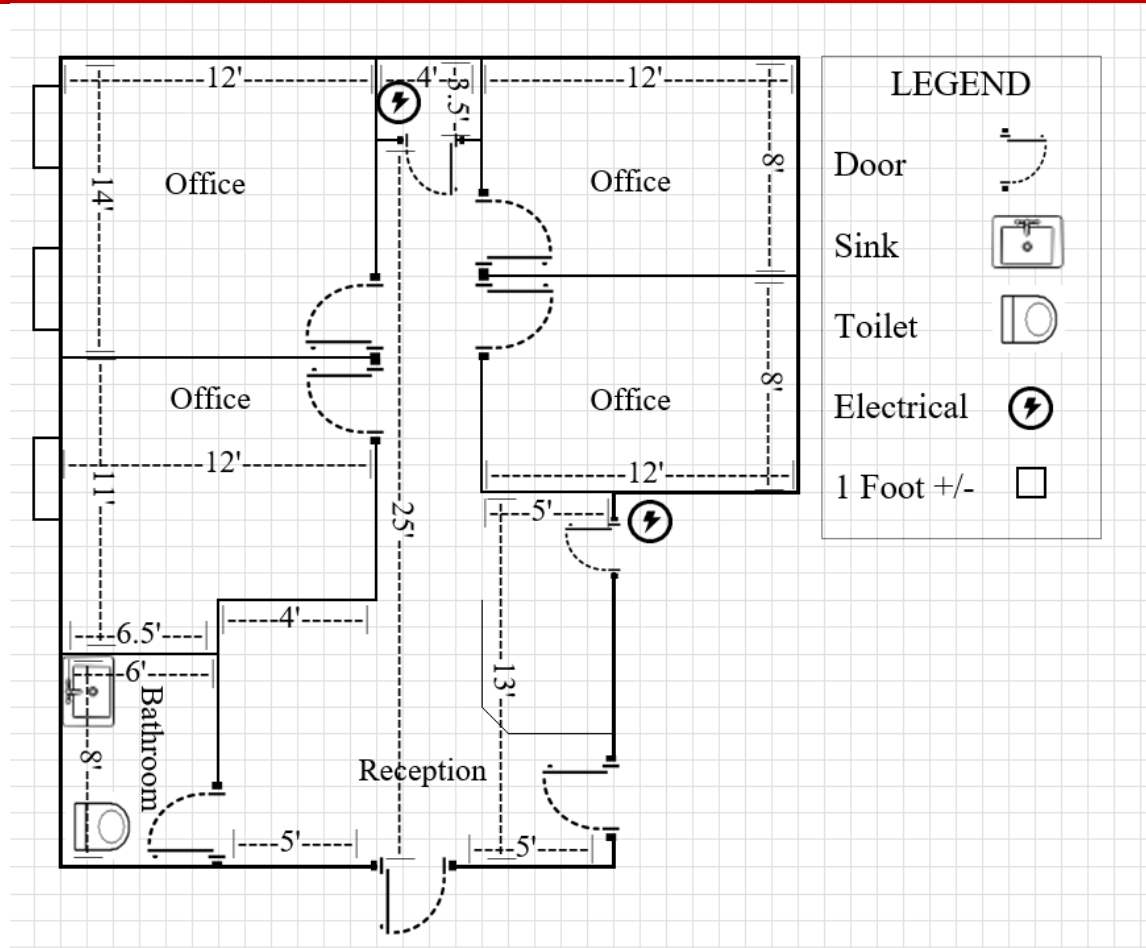 12'
4'
3.5'
12'
LEGEND
14'
Office
Office
8'
Door
Sink
Toilet
Office
Office
8'
Electrical
12'
11'
12'
1 Foot +/-
25'
5'
4'
6.5'
6'
13'
Bathroom
8'
Reception
5'
5'